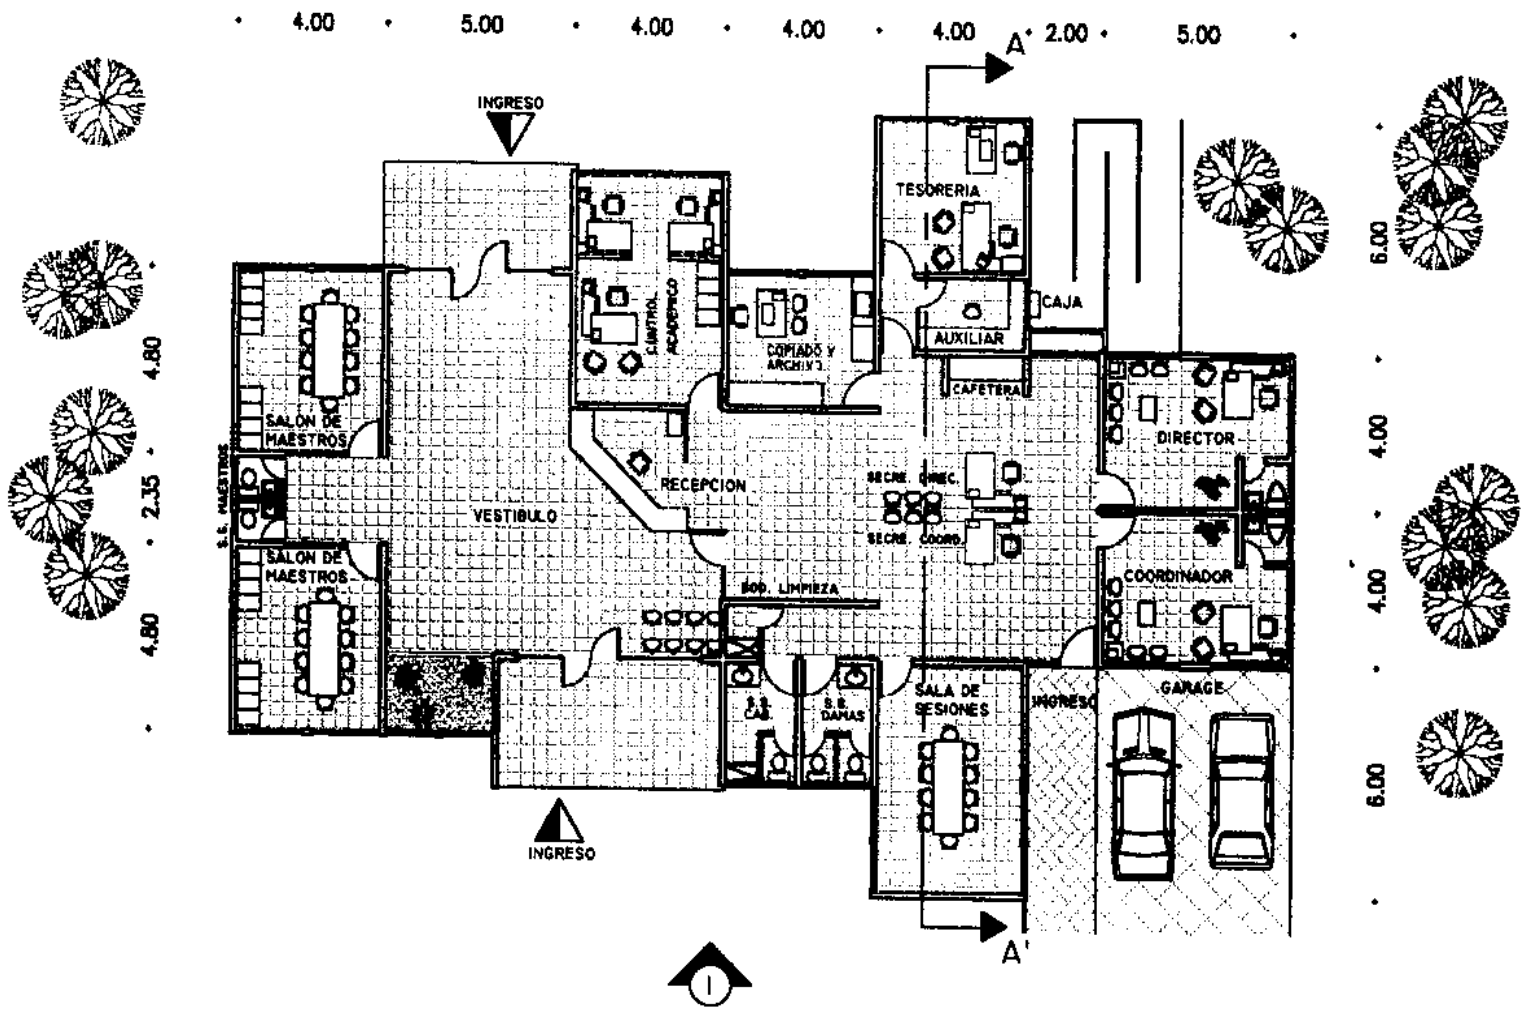 4.00 5.00 4.00 4.00 4.00 2.00 5.00
A
INGRESO
TESORERIA
6.00
CAJA
CONTROL
ACADEMICO
AUXILIAR
COPIADO Y
ARCHIVO
4.80
CAFETERA
SALON DE
MAESTROS
DIRECTOR
4.00
S.S. MAESTROS
2.35
RECEPCION
SECRE. DIREC.
VESTIBULO
SECRE. COORD.
SALON DE
MAESTROS
COORDINADOR
4.00
BOD. LIMPIEZA
4.80
SALA DE
SESIONES
INGRESO
GARAGE
S.S.
CAB.
S.S.
DAMAS
6.00
INGRESO
A'
1